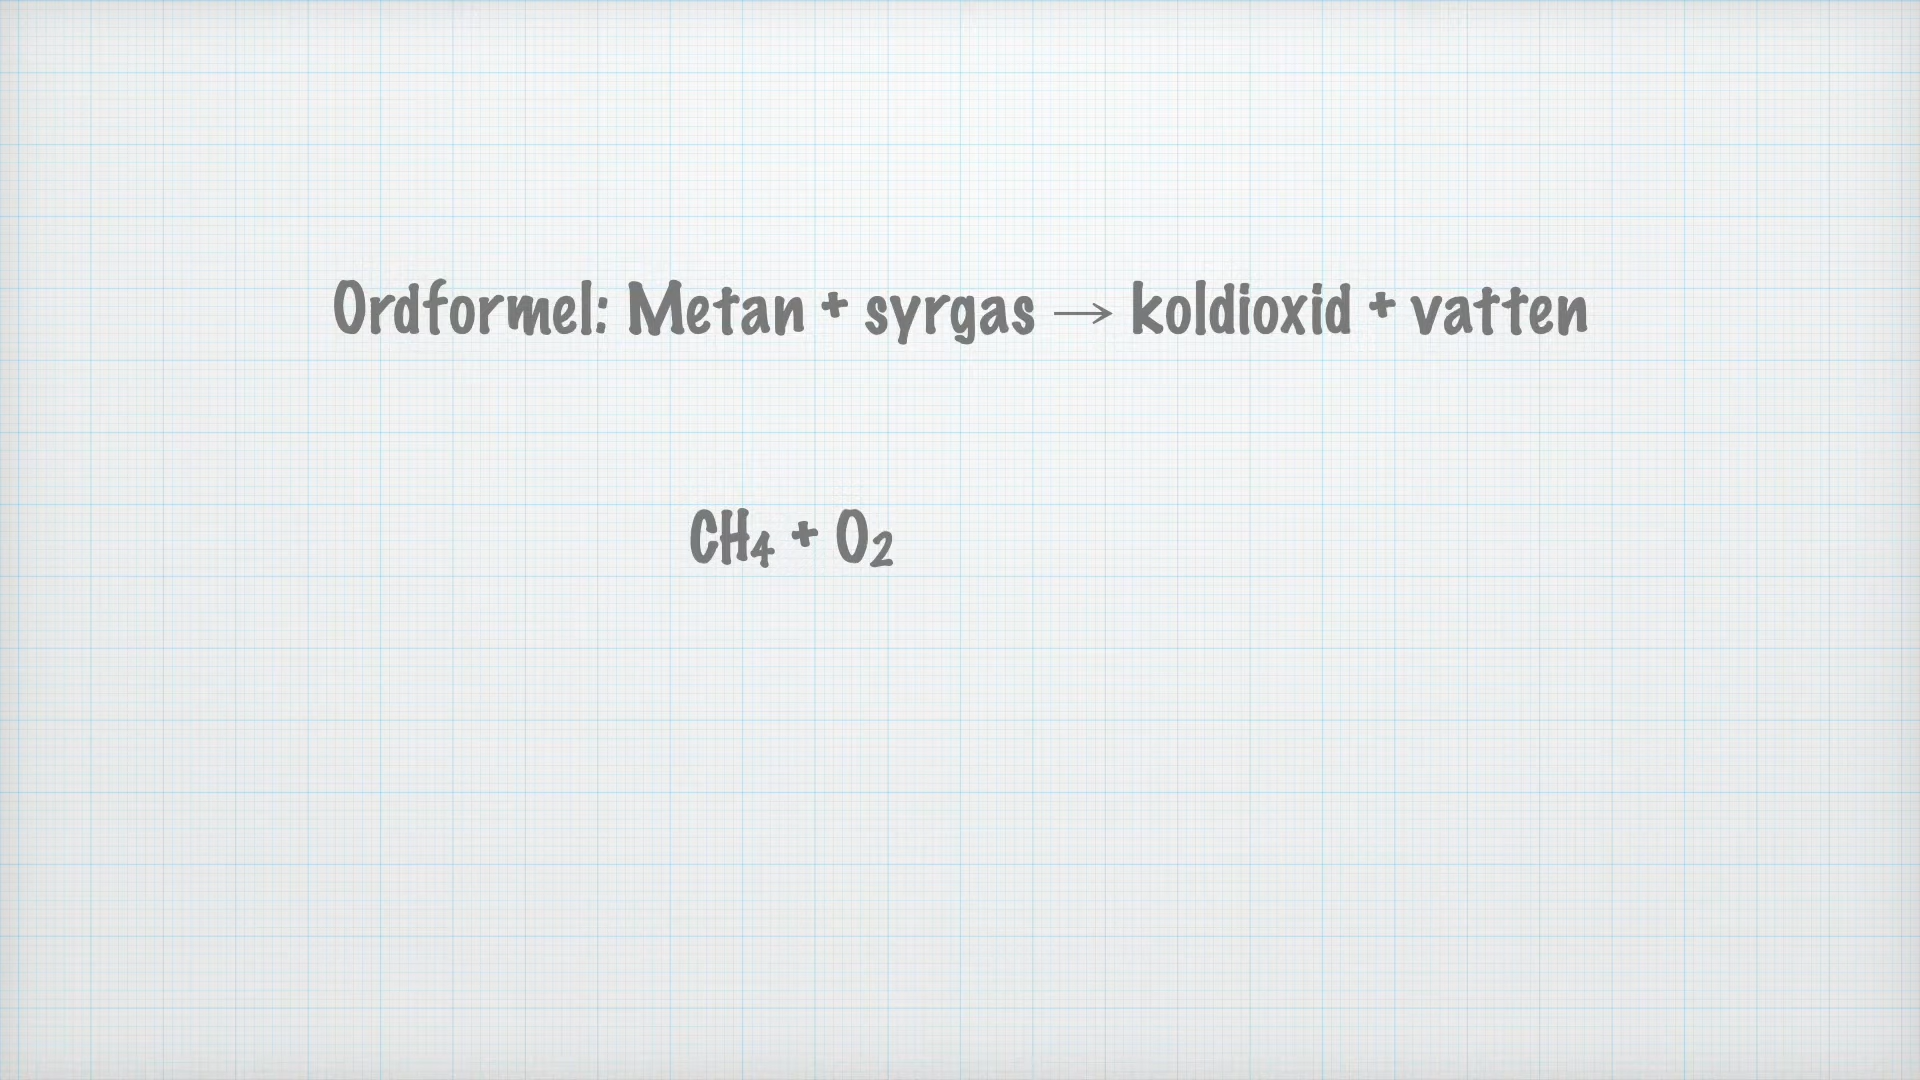 Ordformel: Metan + syrgas → koldioxid + vatten
CH₄ + O₂